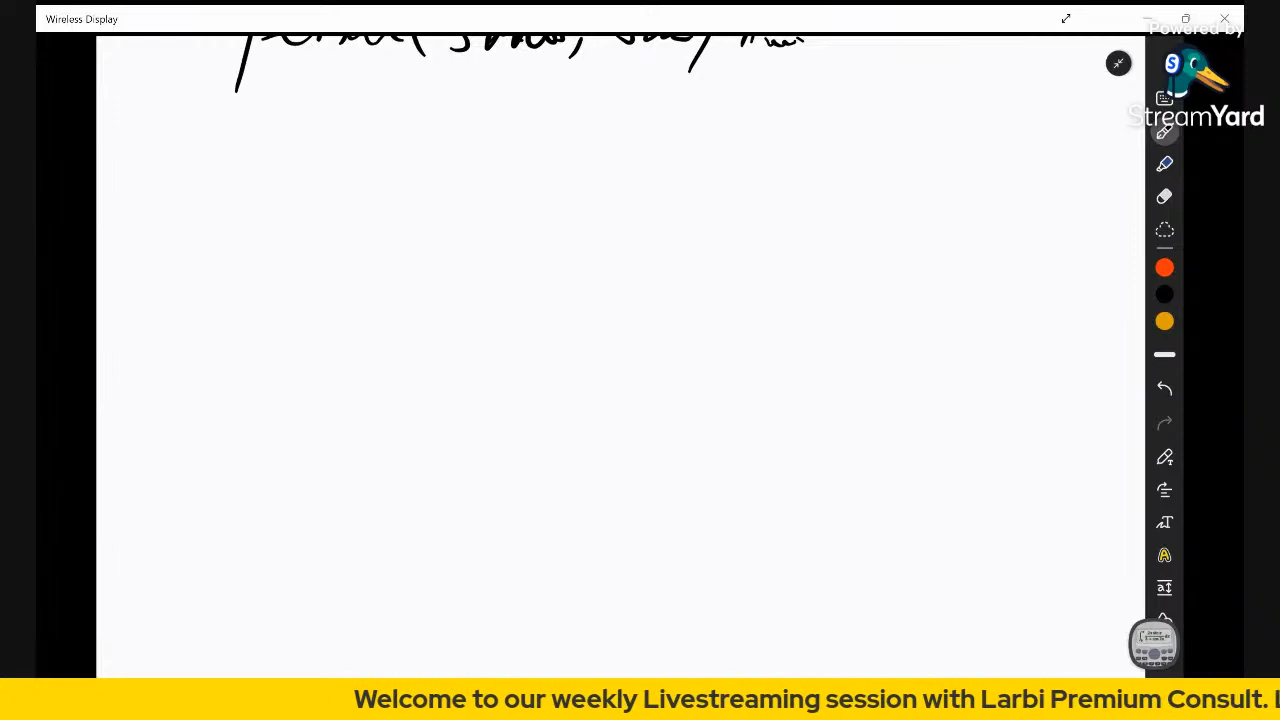 Wireless Display
Powered by
StreamYard
Welcome to our weekly Livestreaming session with Larbi Premium Consult. L